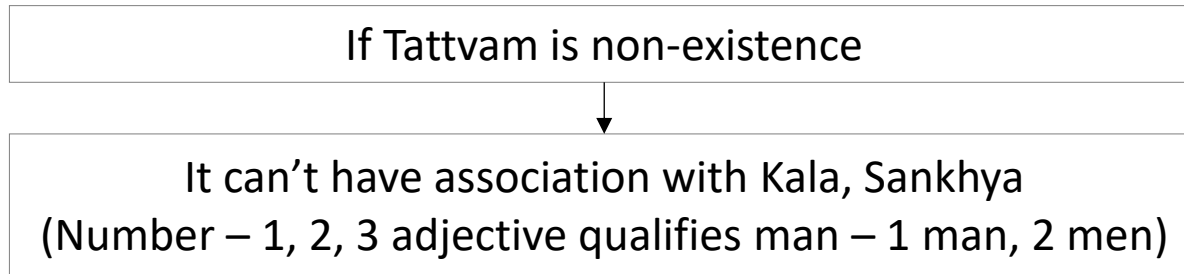 If Tattvam is non-existence
It can’t have association with Kala, Sankhya
(Number – 1, 2, 3 adjective qualifies man – 1 man, 2 men)